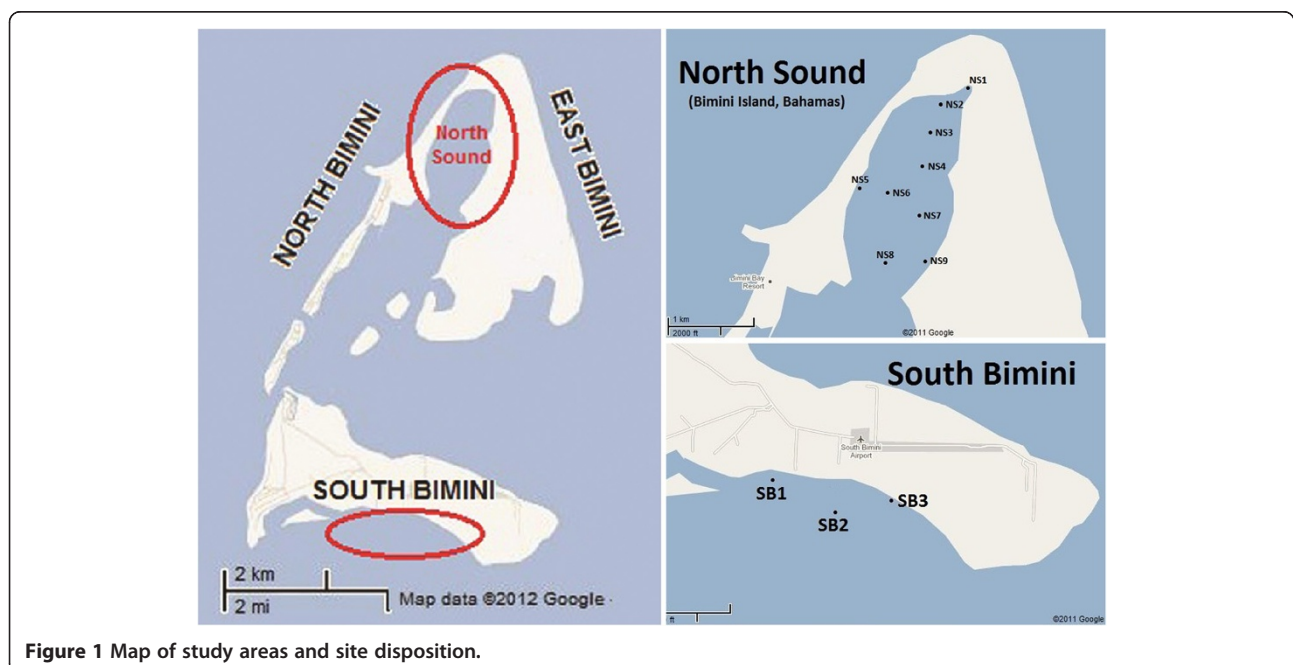 NORTH BIMINI
North
Sound
EAST BIMINI
SOUTH BIMINI
2 km
2 mi
Map data ©2012 Google
North Sound
(Bimini Island, Bahamas)
NS1
NS2
NS3
NS4
NS5
NS6
NS7
NS8
NS9
Bimini Bay
Resort
1 km
2000 ft
©2011 Google
South Bimini
South Bimini
Airport
SB1
SB2
SB3
ft
©2011 Google
Figure 1 Map of study areas and site disposition.